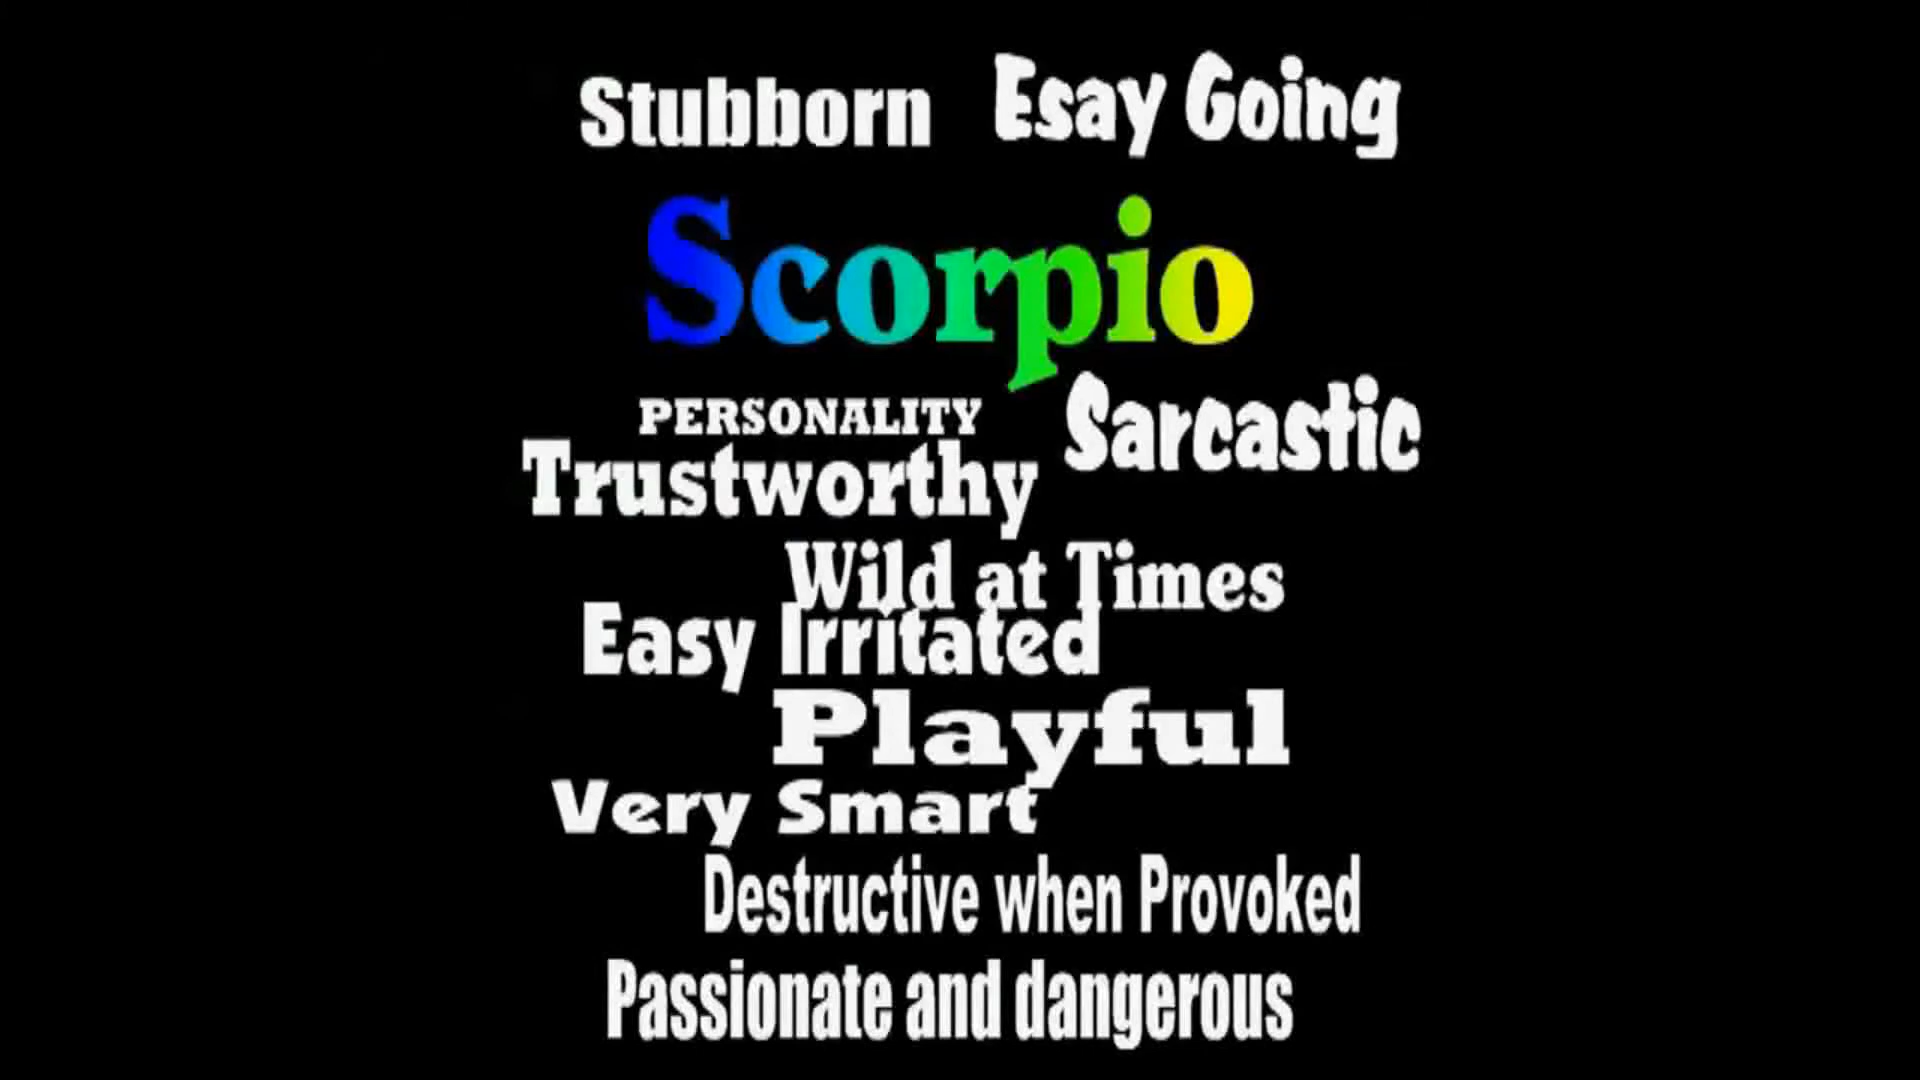 Stubborn Esay Going
Scorpio
PERSONALITY
Sarcastic
Trustworthy
Wild at Times
Easy Irritated
Playful
Very Smart
Destructive when Provoked
Passionate and dangerous